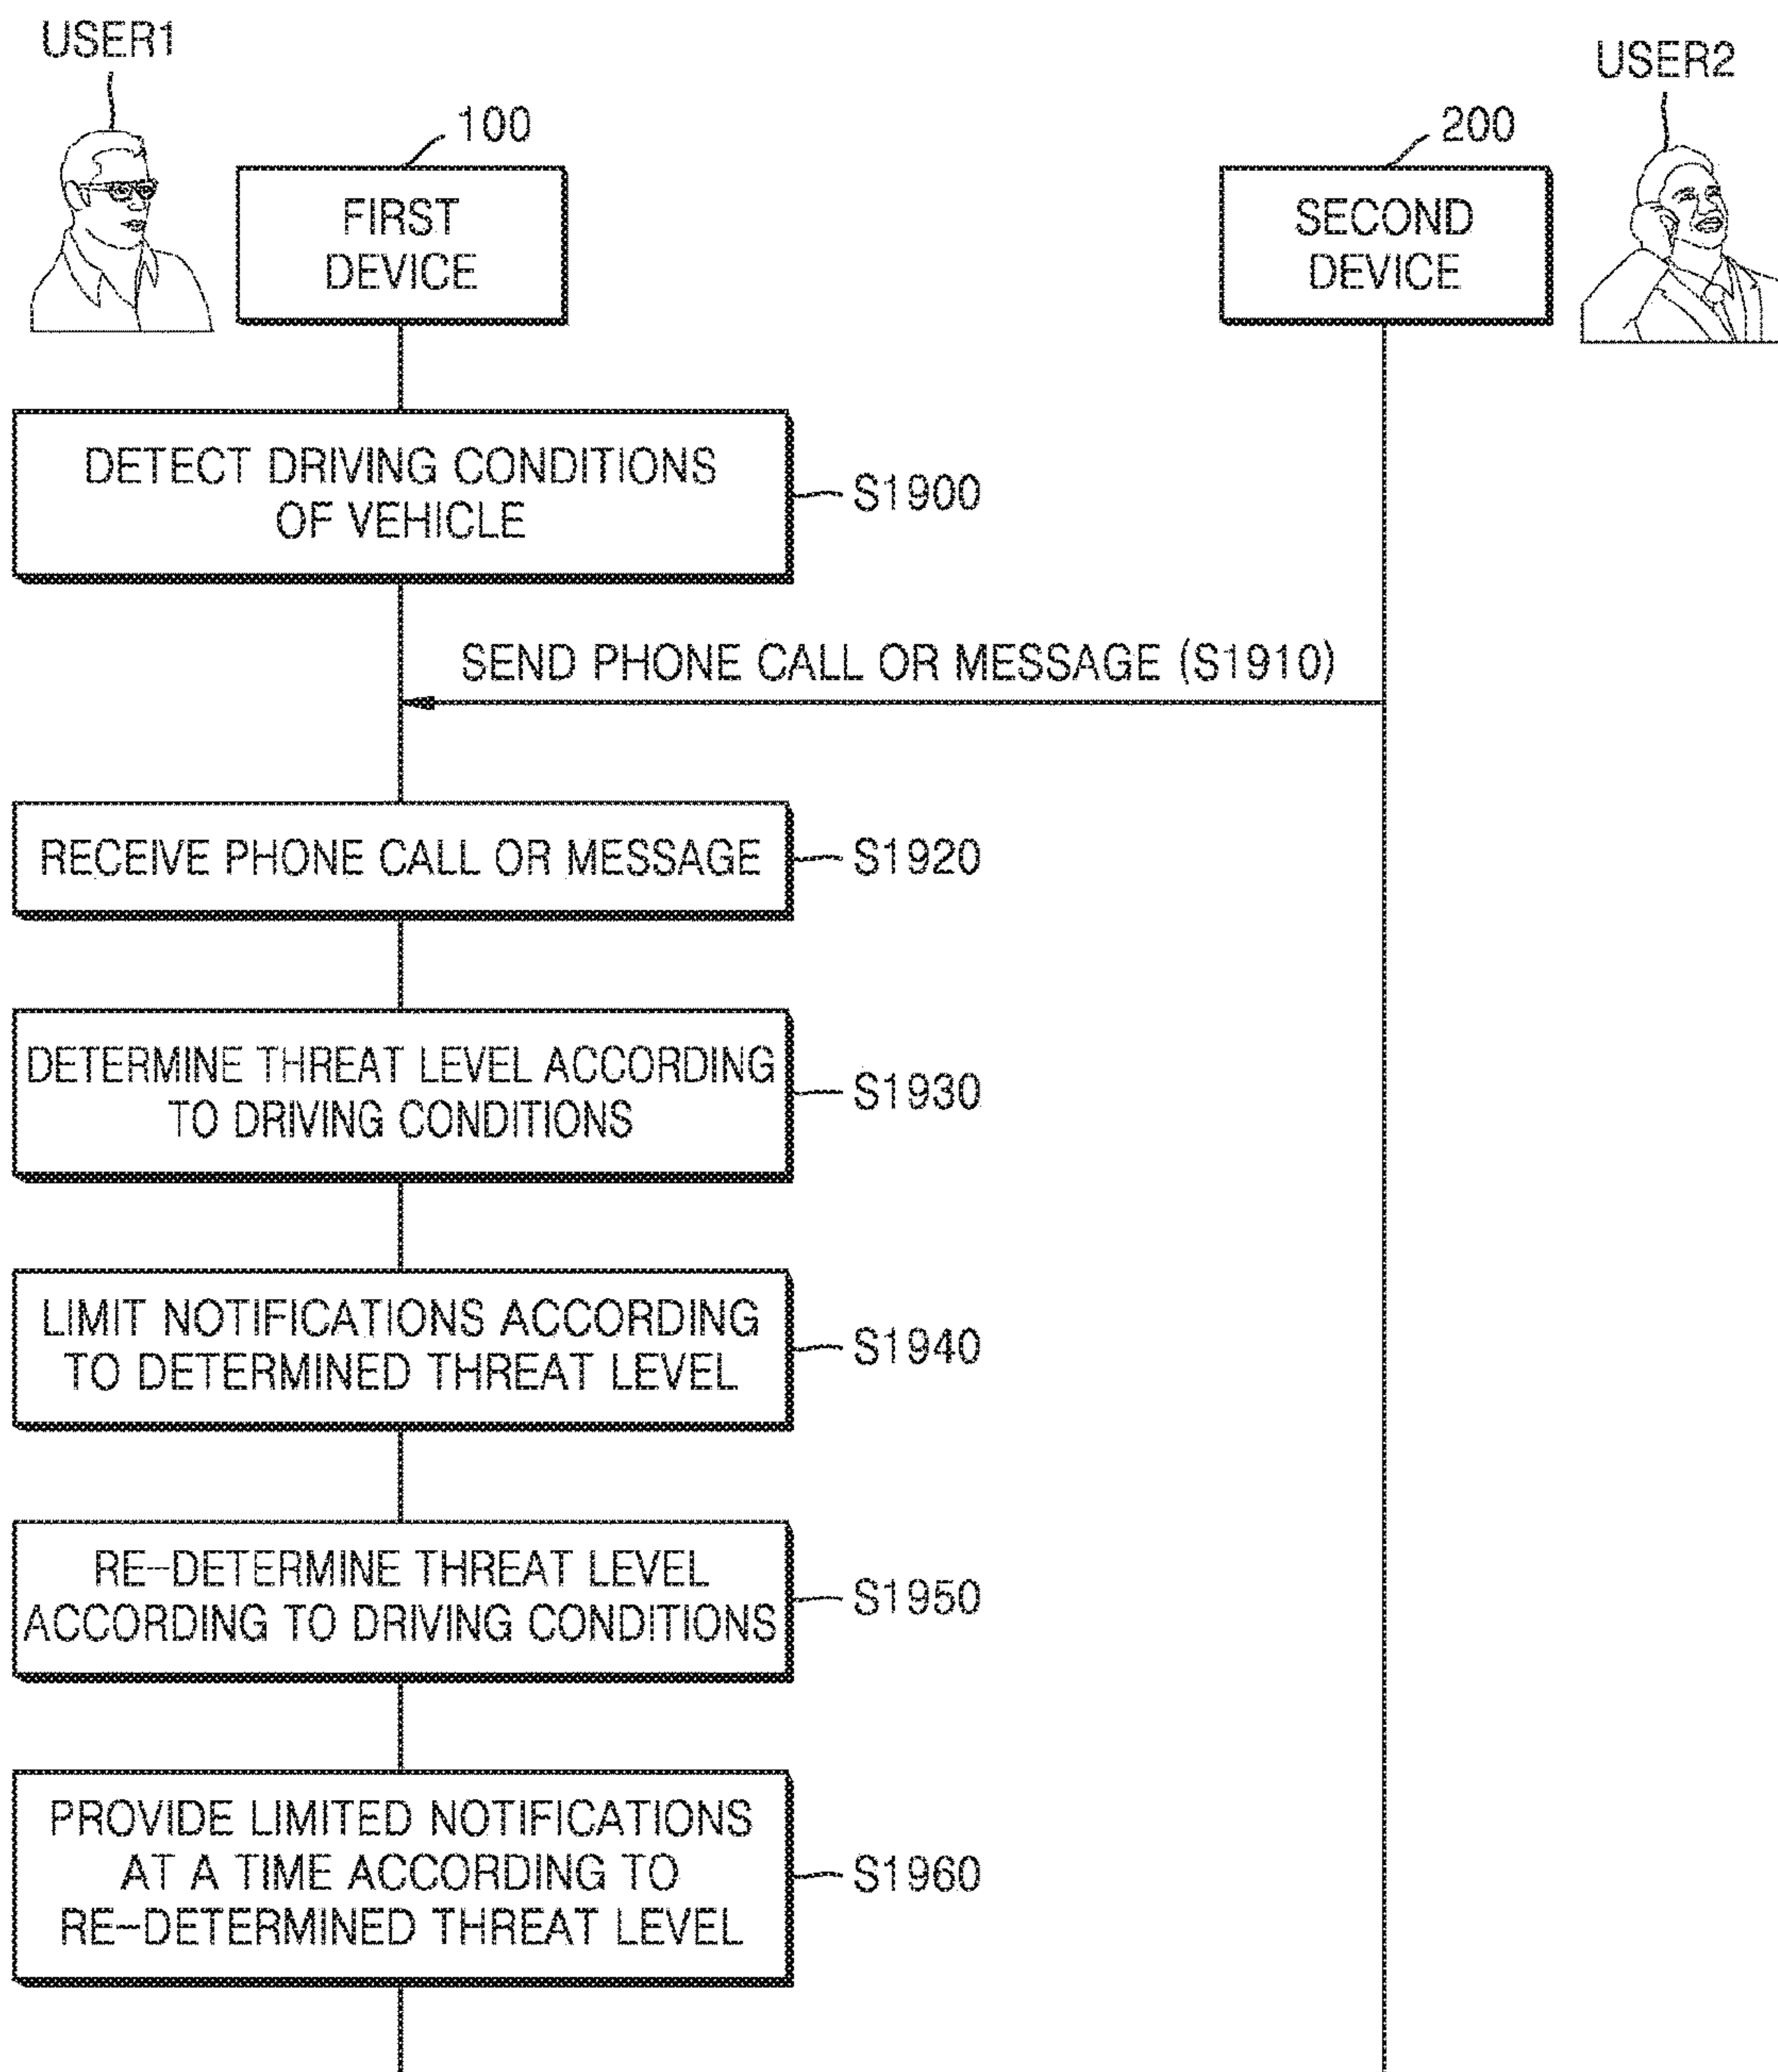 USER1
USER2
100
200
FIRST
DEVICE
SECOND
DEVICE
DETECT DRIVING CONDITIONS
OF VEHICLE
S1900
SEND PHONE CALL OR MESSAGE (S1910)
RECEIVE PHONE CALL OR MESSAGE
S1920
DETERMINE THREAT LEVEL ACCORDING
TO DRIVING CONDITIONS
S1930
LIMIT NOTIFICATIONS ACCORDING
TO DETERMINED THREAT LEVEL
S1940
RE-DETERMINE THREAT LEVEL
ACCORDING TO DRIVING CONDITIONS
S1950
PROVIDE LIMITED NOTIFICATIONS
AT A TIME ACCORDING TO
RE-DETERMINED THREAT LEVEL
S1960